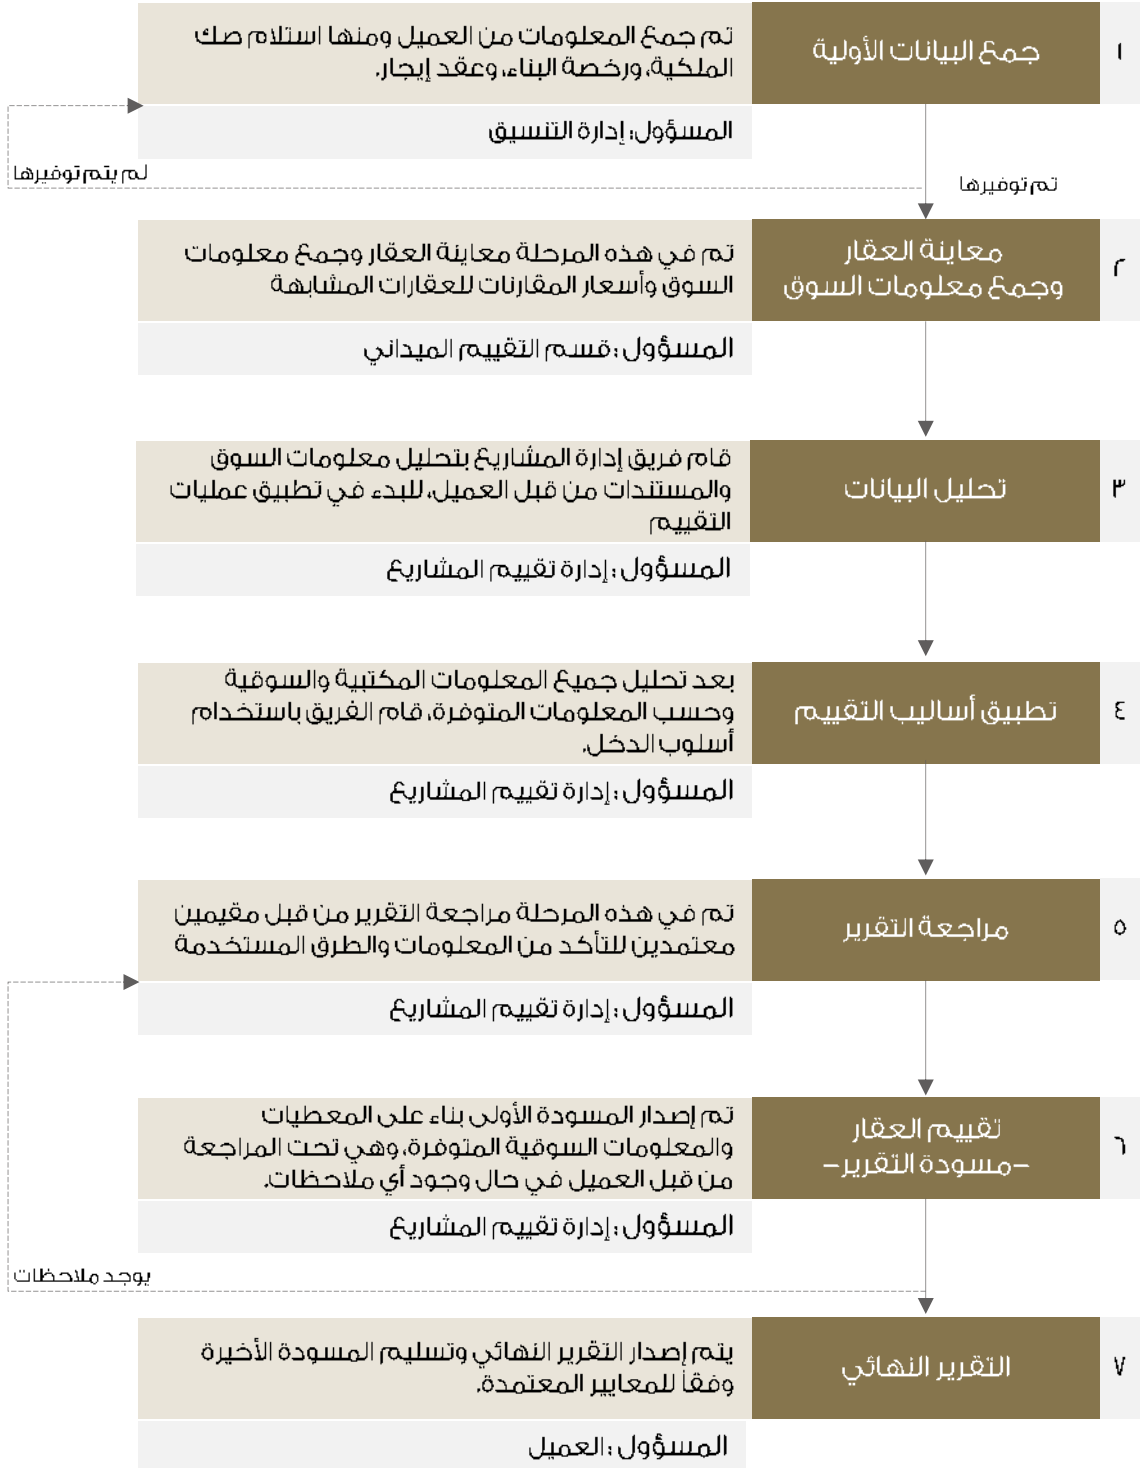 ١
جمع البيانات الأولية
تم جمع المعلومات من العميل ومنها استلام صك
الملكية، ورخصة البناء، وعقد إيجار.
المسؤول: إدارة التنسيق
لم يتم توفيرها
تم توفيرها
٢
معاينة العقار
وجمع معلومات السوق
تم في هذه المرحلة معاينة العقار وجمع معلومات
السوق وأسعار المقارنات للعقارات المشابهة
المسؤول: قسم التقييم الميداني
٣
تحليل البيانات
قام فريق إدارة المشاريع بتحليل معلومات السوق
والمستندات من قبل العميل، للبدء في تطبيق عمليات
التقييم
المسؤول: إدارة تقييم المشاريع
٤
تطبيق أساليب التقييم
بعد تحليل جميع المعلومات المكتبية والسوقية
وحسب المعلومات المتوفرة، قام الفريق باستخدام
أسلوب الدخل.
المسؤول: إدارة تقييم المشاريع
٥
مراجعة التقرير
تم في هذه المرحلة مراجعة التقرير من قبل مقيمين
معتمدين للتأكد من المعلومات والطرق المستخدمة
المسؤول: إدارة تقييم المشاريع
٦
تقييم العقار
-مسودة التقرير-
تم إصدار المسودة الأولى بناء على المعطيات
والمعلومات السوقية المتوفرة، وهي تحت المراجعة
من قبل العميل في حال وجود أي ملاحظات.
المسؤول: إدارة تقييم المشاريع
يوجد ملاحظات
٧
التقرير النهائي
يتم إصدار التقرير النهائي وتسليم المسودة الأخيرة
وفقاً للمعايير المعتمدة.
المسؤول: العميل